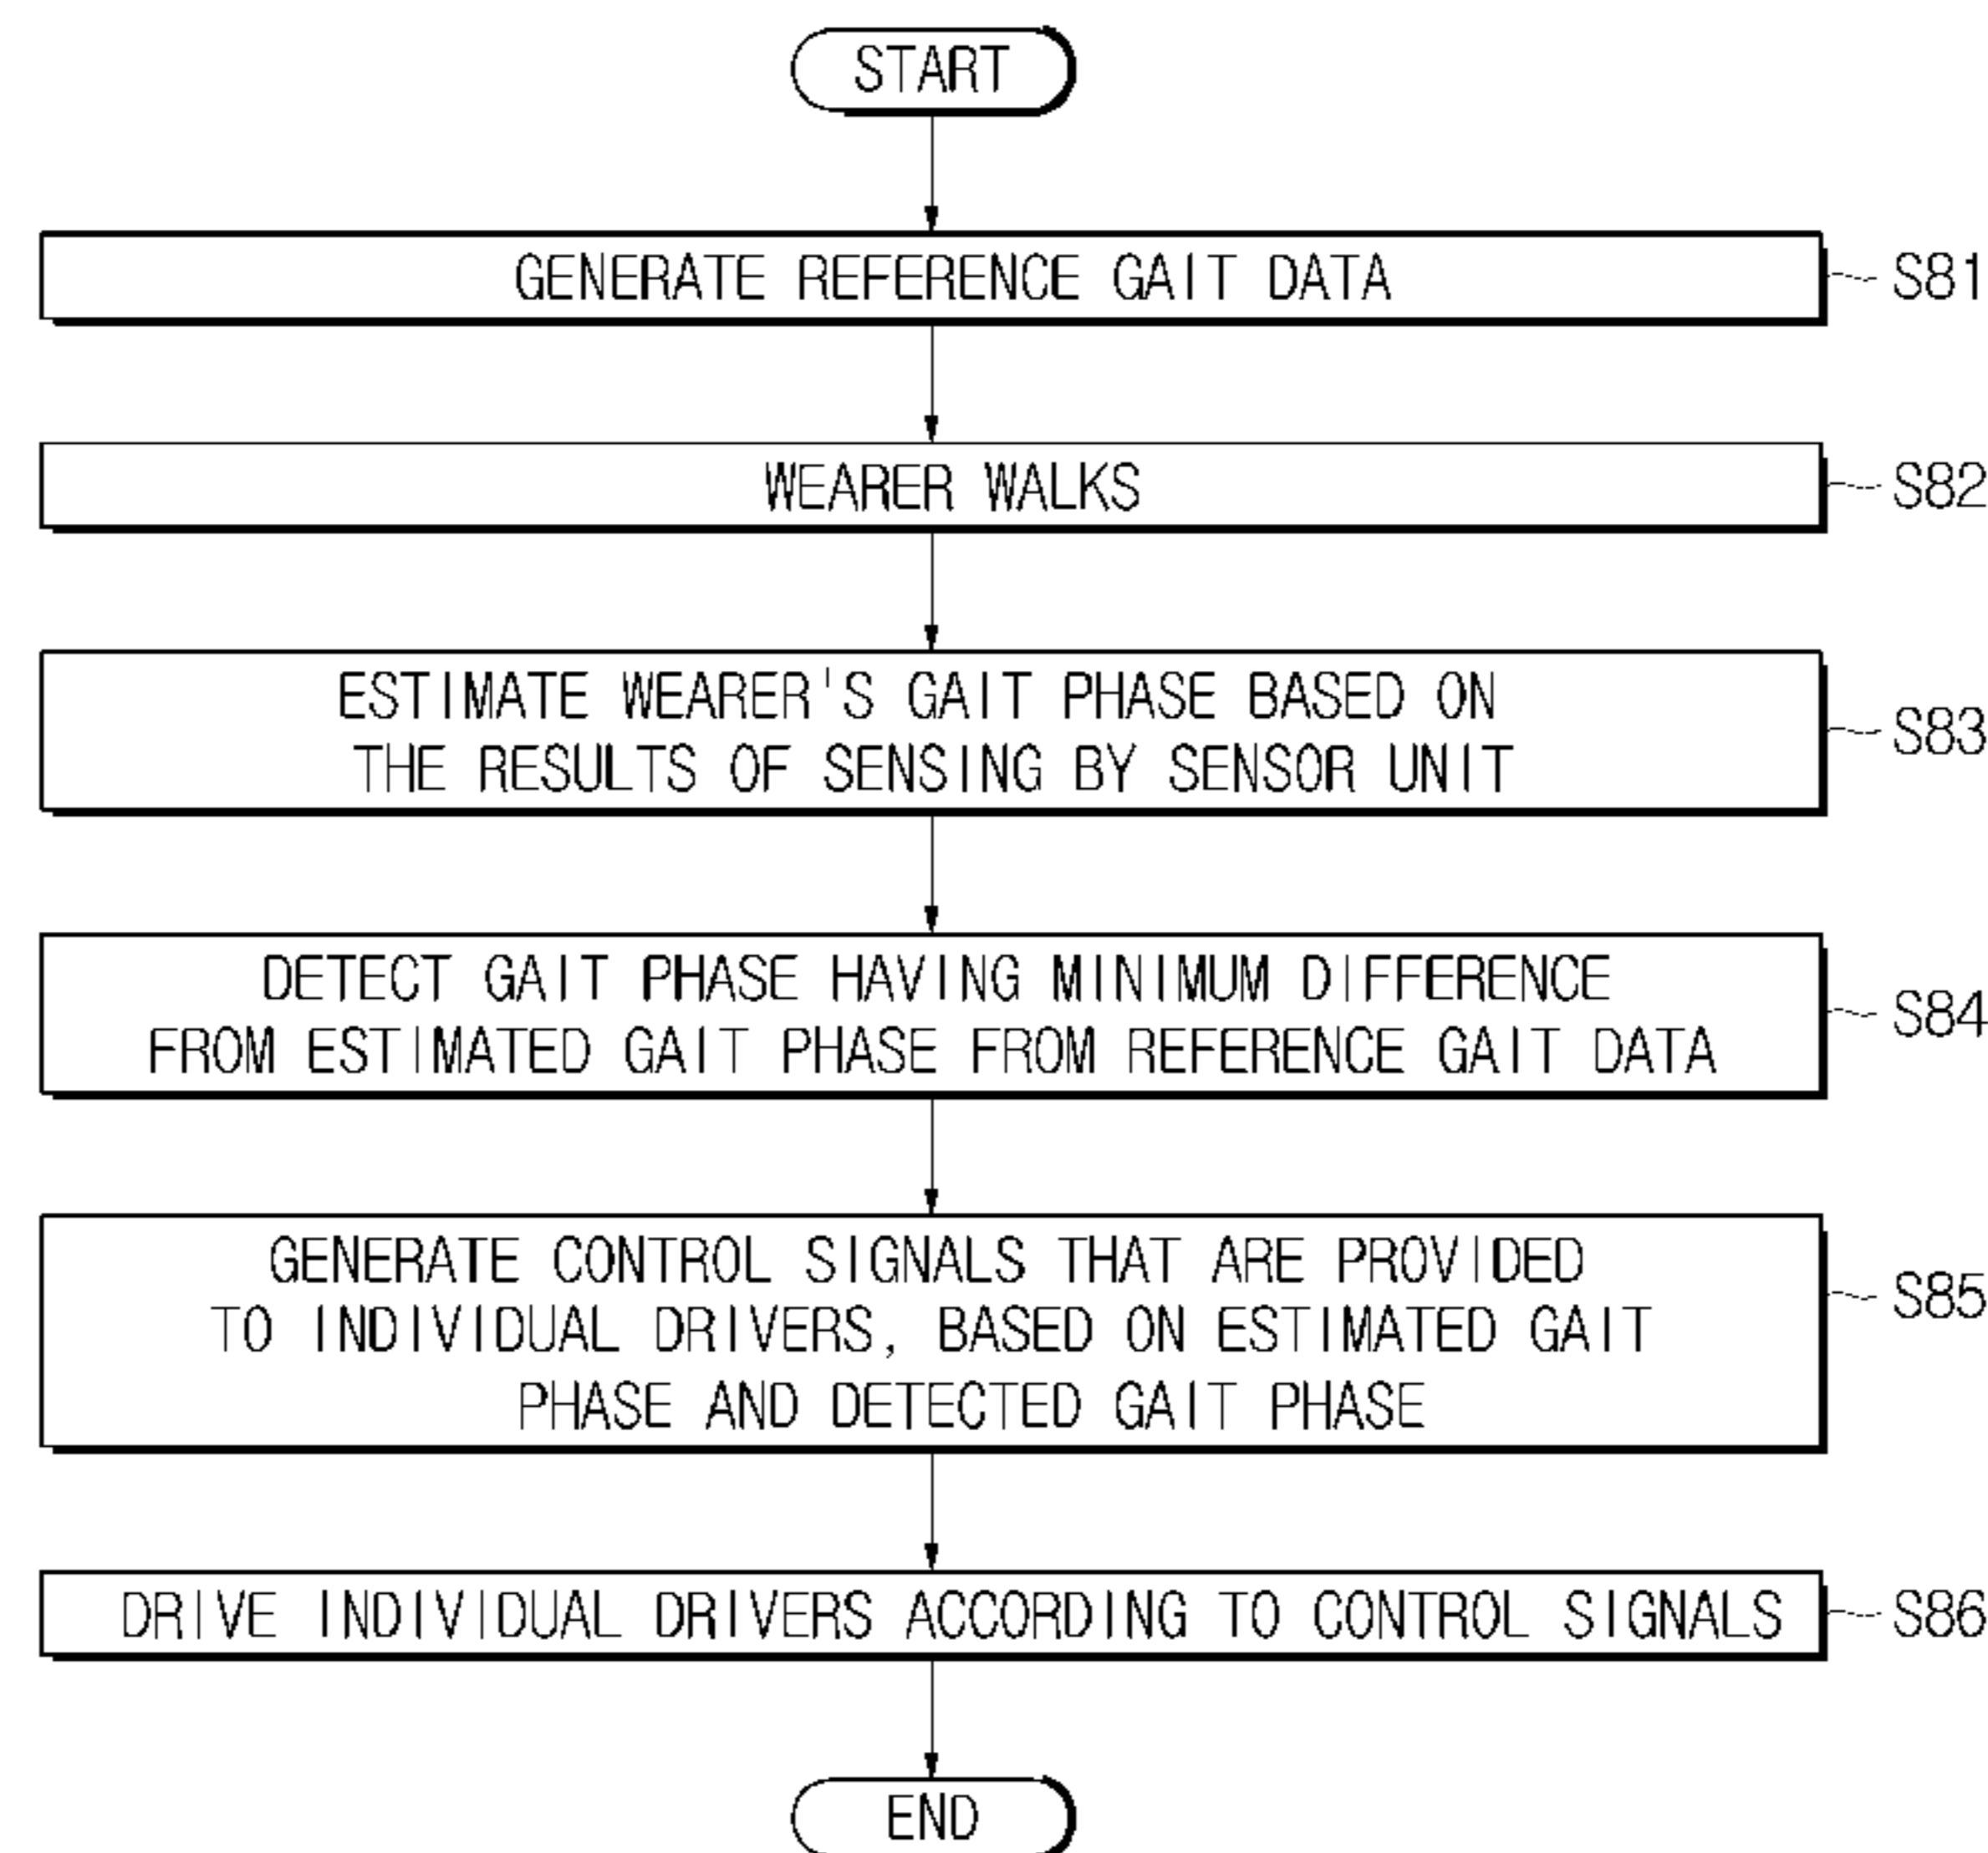 START
GENERATE REFERENCE GAIT DATA
S81
WEARER WALKS
S82
ESTIMATE WEARER'S GAIT PHASE BASED ON
THE RESULTS OF SENSING BY SENSOR UNIT
S83
DETECT GAIT PHASE HAVING MINIMUM DIFFERENCE
FROM ESTIMATED GAIT PHASE FROM REFERENCE GAIT DATA
S84
GENERATE CONTROL SIGNALS THAT ARE PROVIDED
TO INDIVIDUAL DRIVERS, BASED ON ESTIMATED GAIT
PHASE AND DETECTED GAIT PHASE
S85
DRIVE INDIVIDUAL DRIVERS ACCORDING TO CONTROL SIGNALS
S86
END